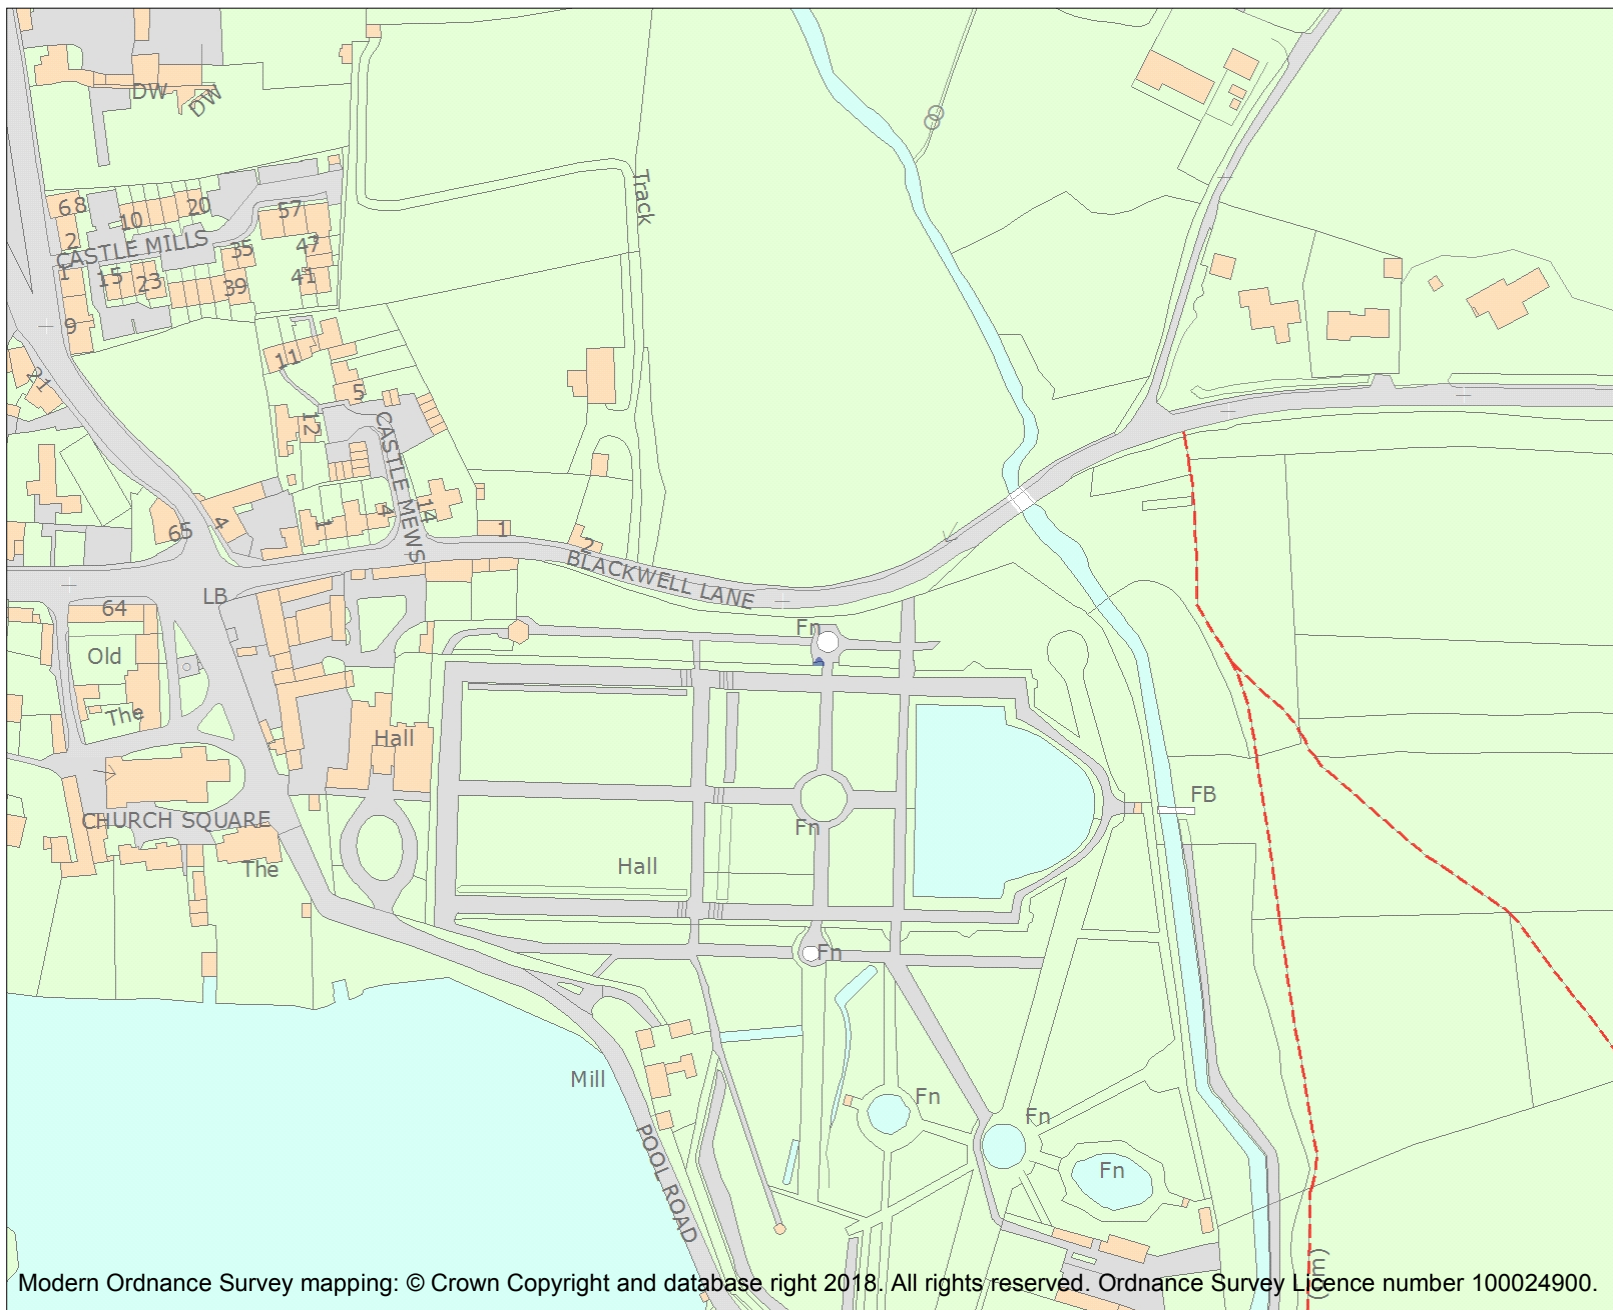 DW
DW
Track
68
10
20
57
2
CASTLE MILLS
35
47
1
15
23
39
41
9
11
21
5
12
CASTLE MEWS
14
4
1
65
4
1
2
BLACKWELL LANE
LB
64
Fn
Old
The
Hall
FB
CHURCH SQUARE
Fn
The
Hall
Fn
Mill
Fn
Fn
POOL ROAD
Fn
(um)
Modern Ordnance Survey mapping: © Crown Copyright and database right 2018. All rights reserved. Ordnance Survey Licence number 100024900.